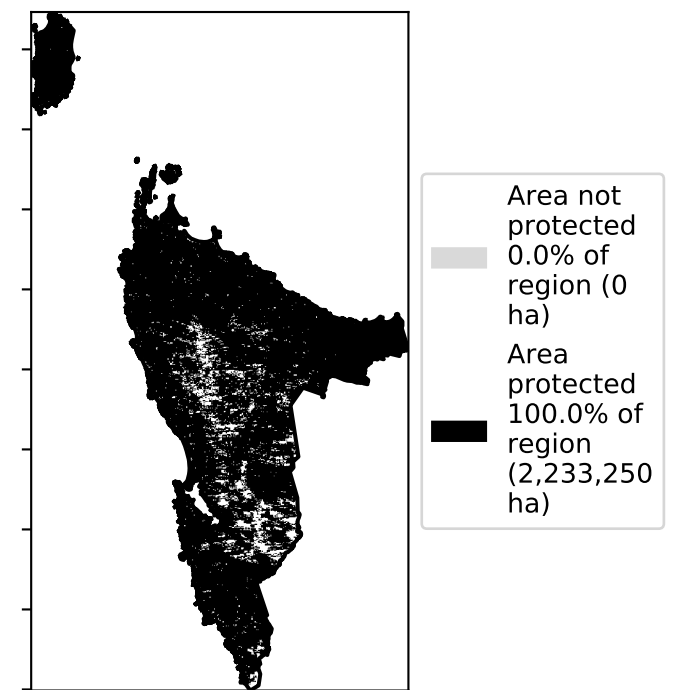 Area not
protected
0.0% of
region (0
ha)
Area
protected
100.0% of
region
(2,233,250
ha)